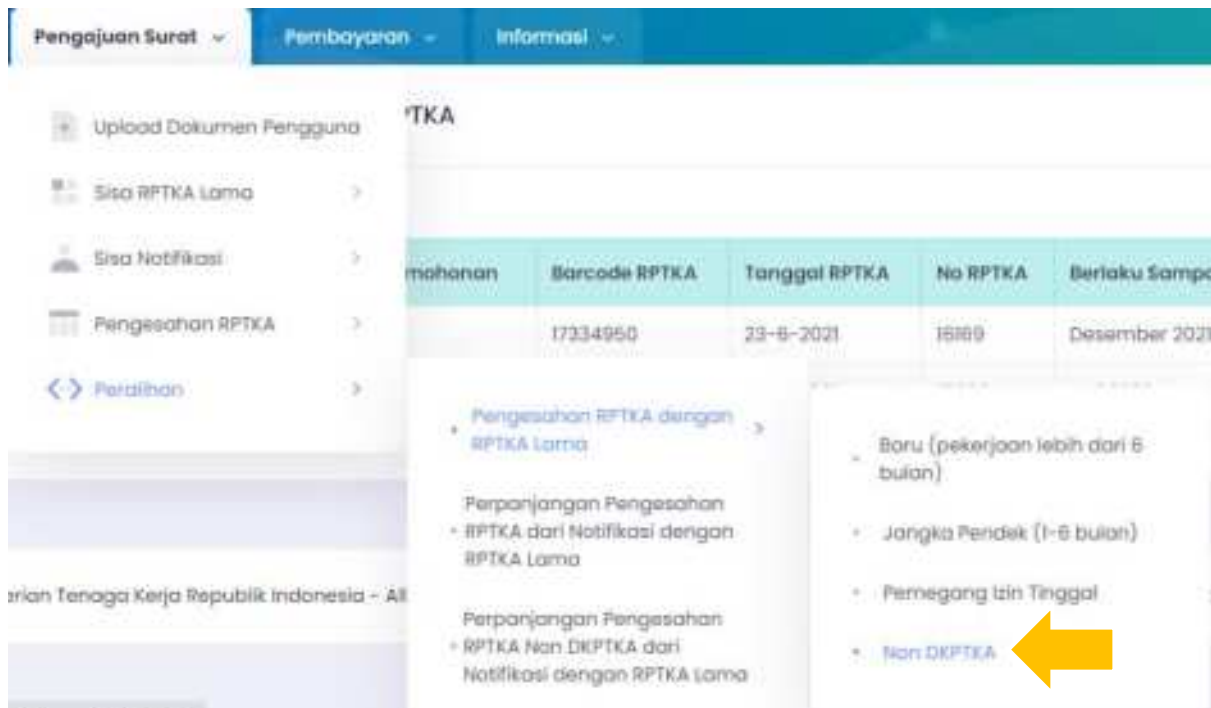 Pengajuan Surat
Pembayaran
Informasi
Upload Dokumen Pengguna
Sisa RPTKA Lama
Sisa Notifikasi
Pengesahan RPTKA
Peralihan
PTKA
mohonan
Barcode RPTKA
Tanggal RPTKA
No RPTKA
Berlaku Sampa
17334950
23-6-2021
16169
Desember 2021
Pengesahan RPTKA dengan
RPTKA Lama
Perpanjangan Pengesahan
RPTKA dari Notifikasi dengan
RPTKA Lama
Perpanjangan Pengesahan
RPTKA Non DKPTKA dari
Notifikasi dengan RPTKA Lama
Baru (pekerjaan lebih dari 6
bulan)
Jangka Pendek (1-6 bulan)
Pemegang Izin Tinggal
Non DKPTKA
erian Tenaga Kerja Republik Indonesia - All